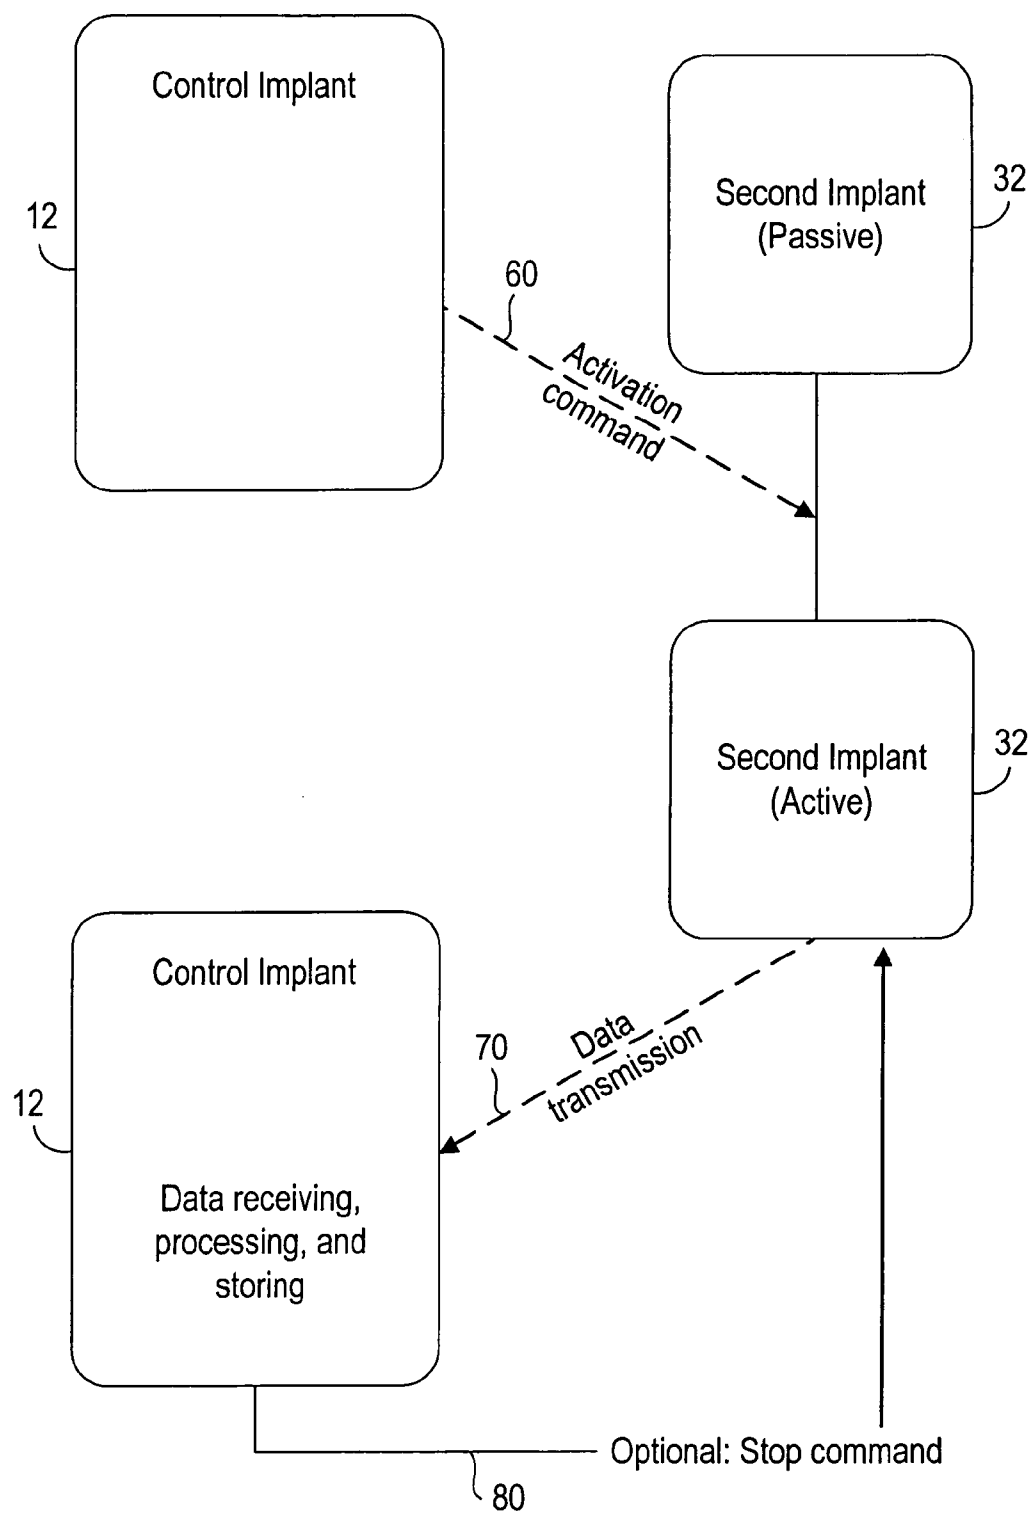 Control Implant
12
Second Implant
(Passive)
32
60
Activation
command
Second Implant
(Active)
32
Control Implant
12
70
Data
transmission
Data receiving,
processing, and
storing
Optional: Stop command
80